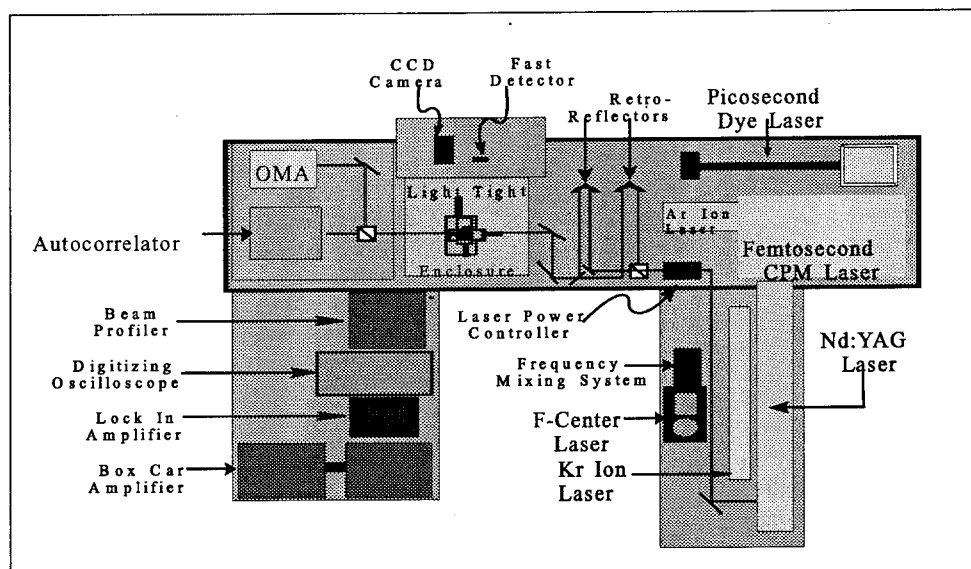 CCD
Camera
Fast
Detector
Retro-
Reflectors
Picosecond
Dye Laser
OMA
Light Tight
Enclosure
Ar Ion
Laser
Autocorrelator
Femtosecond
CPM Laser
Beam
Profiler
Laser Power
Controller
Digitizing
Oscilloscope
Frequency
Mixing System
Nd:YAG
Laser
Lock In
Amplifier
F-Center
Laser
Box Car
Amplifier
Kr Ion
Laser